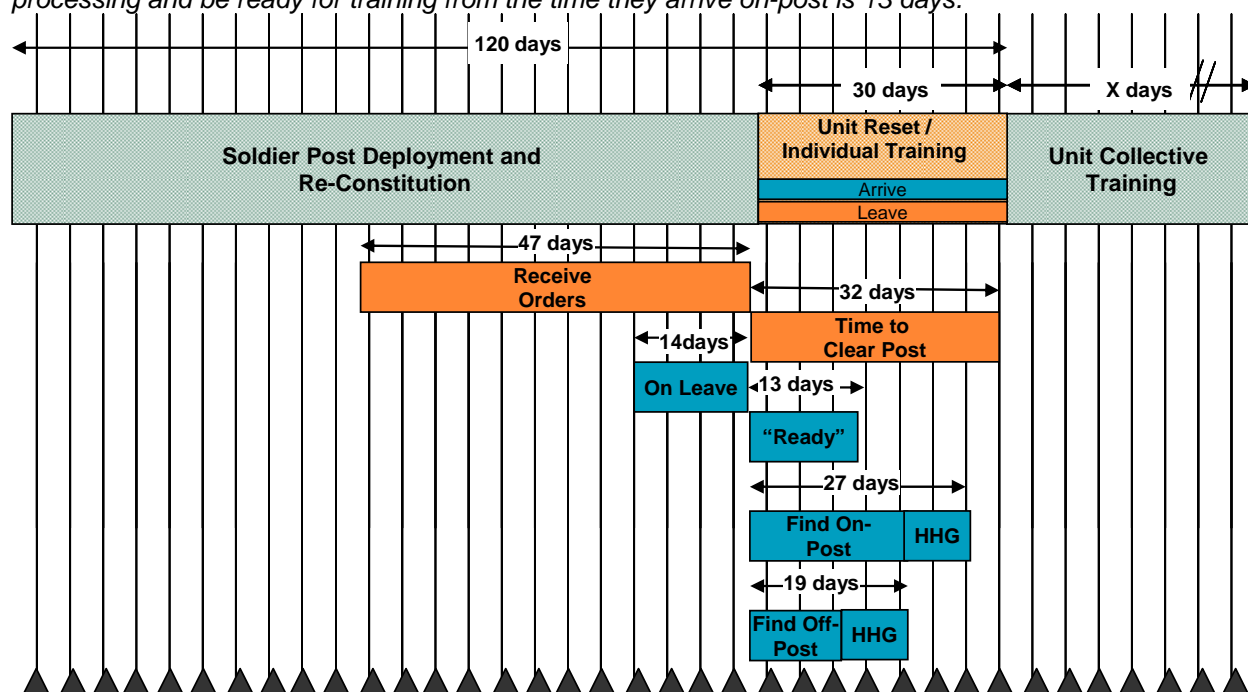 processing and be ready for training from the time they arrive on-post is 13 days.
120 days
30 days
X days
Soldier Post Deployment and
Re-Constitution
Unit Reset /
Individual Training
Arrive
Leave
Unit Collective
Training
47 days
Receive
Orders
32 days
Time to
Clear Post
14days
On Leave
13 days
“Ready”
27 days
Find On-
Post
HHG
19 days
Find Off-
Post
HHG